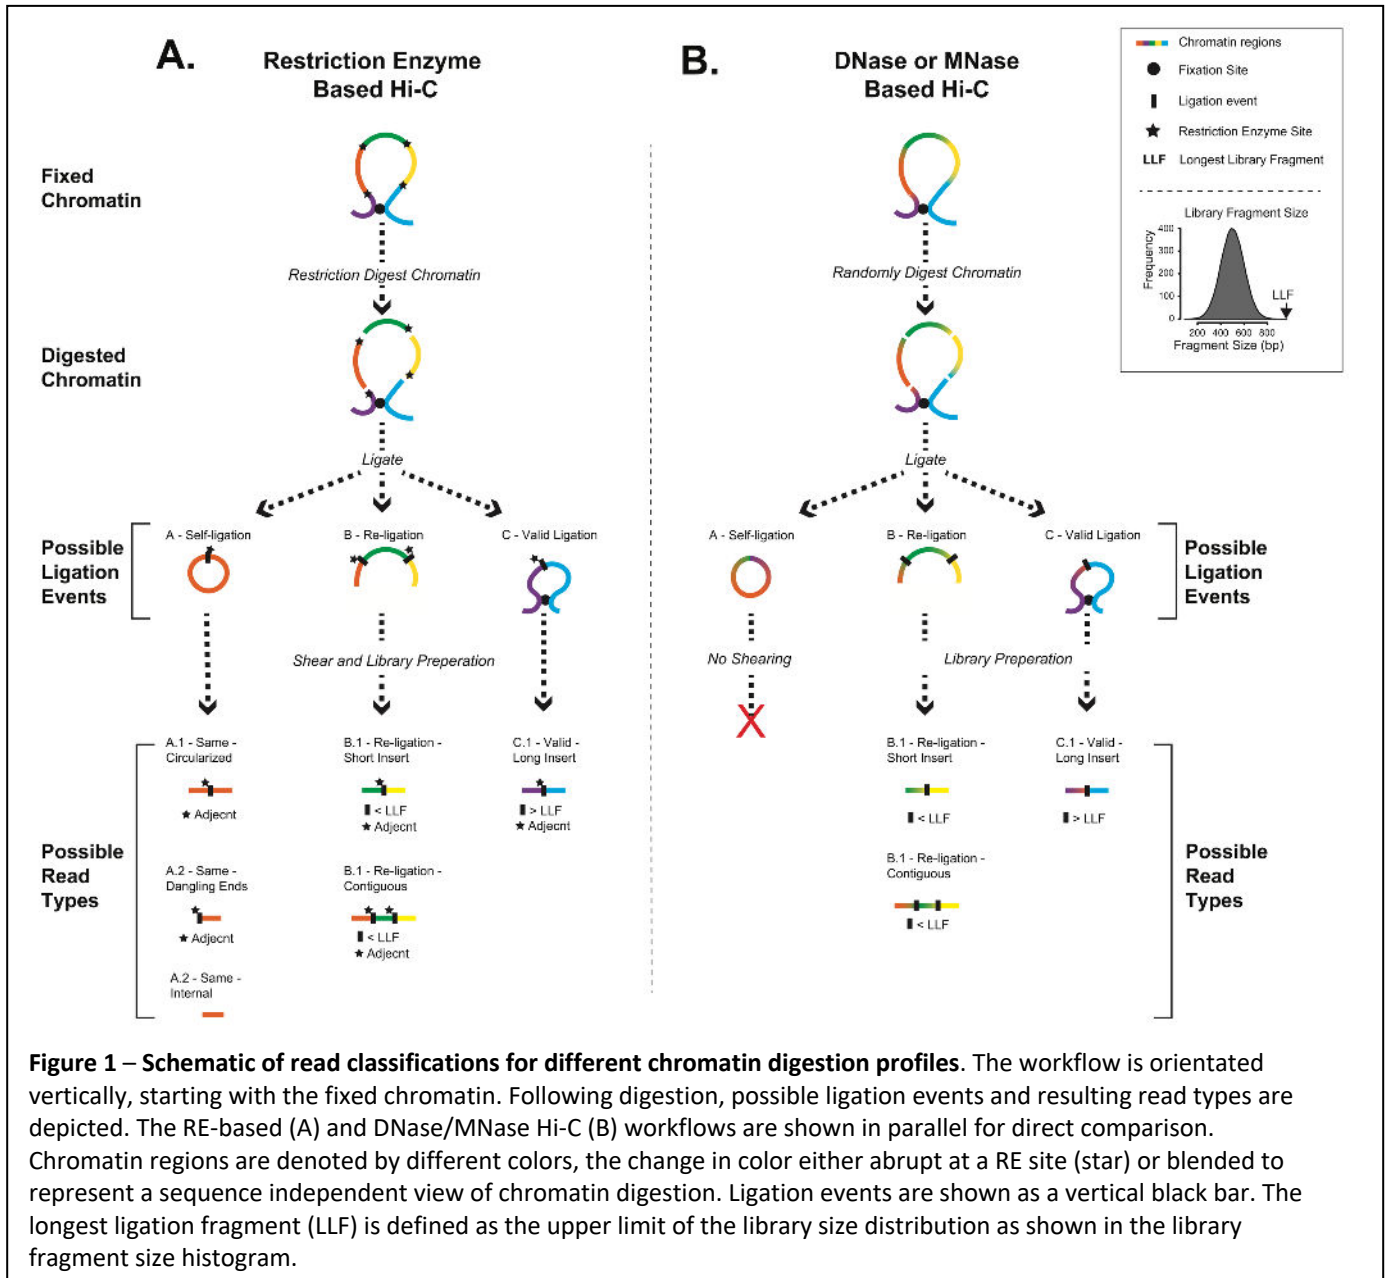 A.
Restriction Enzyme
Based Hi-C
B.
DNase or MNase
Based Hi-C
Chromatin regions
Fixation Site
Ligation event
Restriction Enzyme Site
LLF Longest Library Fragment
Library Fragment Size
Frequency
400
300
200
100
0
LLF
200 400 600 800
Fragment Size (bp)
Fixed
Chromatin
Restriction Digest Chromatin
Randomly Digest Chromatin
Digested
Chromatin
Ligate
Ligate
Possible
Ligation
Events
A - Self-ligation
B - Re-ligation
C - Valid Ligation
A - Self-ligation
B - Re-ligation
C - Valid Ligation
Possible
Ligation
Events
Shear and Library Preperation
No Shearing
Library Preperation
X
Possible
Read
Types
A.1 - Same -
Circularized
★ Adjecnt
B.1 - Re-ligation -
Short Insert
< LLF
★ Adjecnt
C.1 - Valid -
Long Insert
> LLF
★ Adjecnt
A.2 - Same -
Dangling Ends
★ Adjecnt
B.1 - Re-ligation -
Contiguous
< LLF
★ Adjecnt
A.2 - Same -
Internal
B.1 - Re-ligation -
Short Insert
< LLF
C.1 - Valid -
Long Insert
> LLF
B.1 - Re-ligation -
Contiguous
< LLF
Possible
Read
Types
Figure 1 – Schematic of read classifications for different chromatin digestion profiles. The workflow is orientated
vertically, starting with the fixed chromatin. Following digestion, possible ligation events and resulting read types are
depicted. The RE-based (A) and DNase/MNase Hi-C (B) workflows are shown in parallel for direct comparison.
Chromatin regions are denoted by different colors, the change in color either abrupt at a RE site (star) or blended to
represent a sequence independent view of chromatin digestion. Ligation events are shown as a vertical black bar. The
longest ligation fragment (LLF) is defined as the upper limit of the library size distribution as shown in the library
fragment size histogram.